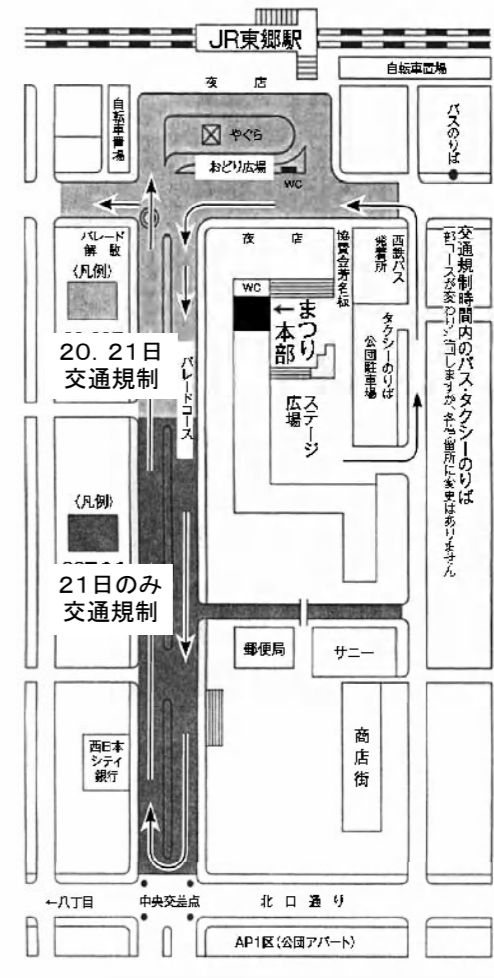 JR東郷駅
自転車置場
夜店
自転車置場
やぐら
おどり広場
WC
バスのりば
パレード
解散
〈凡例〉
20.21日
交通規制
パレードコース
夜店
協賛金芳名板
西鉄バス
発着所
WC
まつり
本部
←
ステージ
広場
タクシーのりば
公団駐車場
交通規制時間内のバス・タクシーのりば
〈凡例〉
21日のみ
交通規制
郵便局
サニー
西日本
シティ
銀行
商店街
←八丁目
中央交差点
北口通り
AP1区(公団アパート)